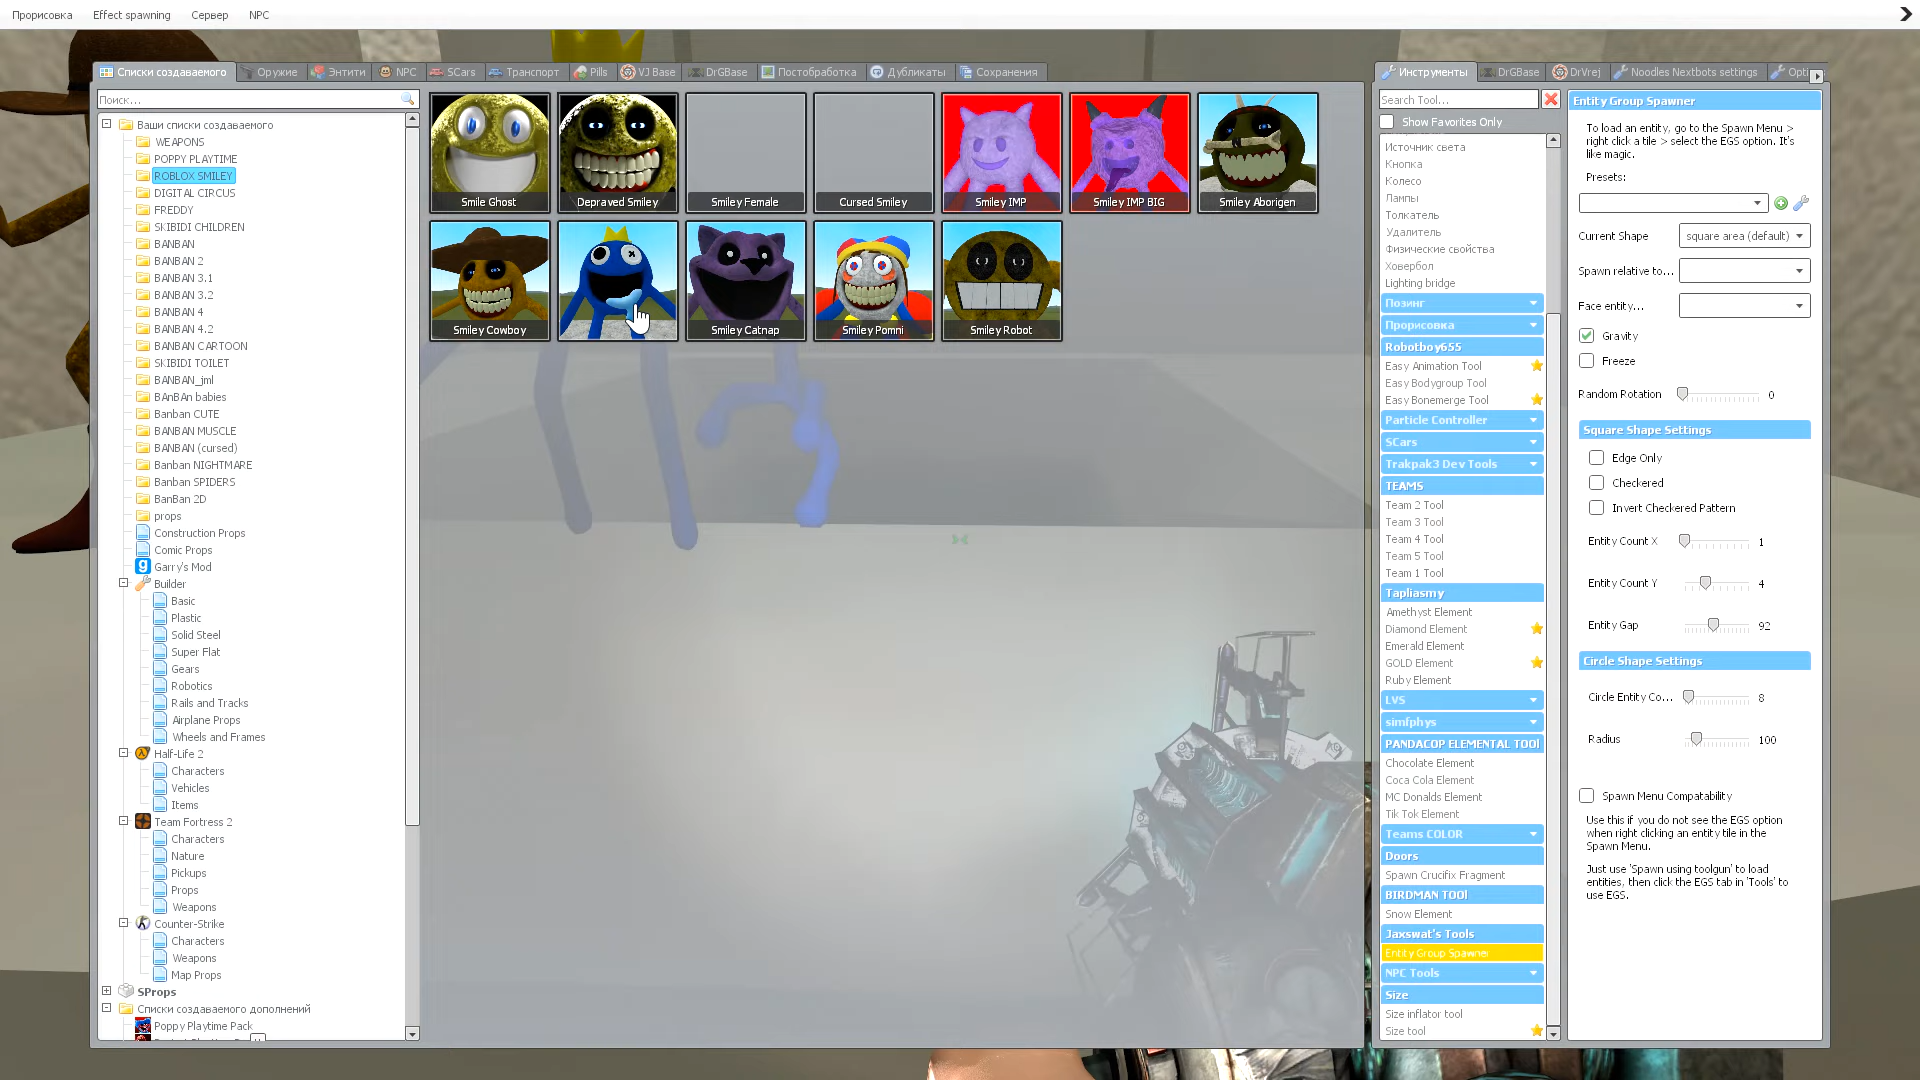 Прорисовка
Effect spawning
Сервер
NPC
Списки создаваемого
Оружие
Энтити
NPC
SCars
Транспорт
Pills
VJ Base
DrGBase
Постобработка
Дубликаты
Сохранения
Поиск...
Ваши списки создаваемого
WEAPONS
POPPY PLAYTIME
ROBLOX SMILEY
DIGITAL CIRCUS
FREDDY
SKIBIDI CHILDREN
BANBAN
BANBAN 2
BANBAN 3.1
BANBAN 3.2
BANBAN 4
BANBAN 4.2
BANBAN CARTOON
SKIBIDI TOILET
BANBAN_jml
BAnBAn babies
Banban CUTE
BANBAN MUSCLE
BANBAN (cursed)
Banban NIGHTMARE
Banban SPIDERS
BanBan 2D
props
Construction Props
Comic Props
Garry's Mod
Builder
Basic
Plastic
Solid Steel
Super Flat
Gears
Robotics
Rails and Tracks
Airplane Props
Wheels and Frames
Half-Life 2
Characters
Vehicles
Items
Team Fortress 2
Characters
Nature
Pickups
Props
Weapons
Counter-Strike
Characters
Weapons
Map Props
SProps
Списки создаваемого дополнений
Poppy Playtime Pack
Smile Ghost
Depraved Smiley
Smiley Female
Cursed Smiley
Smiley IMP
Smiley IMP BIG
Smiley Aborigen
Smiley Cowboy
Smiley Catnap
Smiley Pomni
Smiley Robot
Инструменты
DrGBase
DrVrej
Noodles Nextbots settings
Search Tool...
Show Favorites Only
Источник света
Кнопка
Колесо
Лампы
Толкатель
Удалитель
Физические свойства
Ховербол
Lighting bridge
Позинг
Прорисовка
Robotboy655
Easy Animation Tool
Easy Bodygroup Tool
Easy Bonemerge Tool
Particle Controller
SCars
Trakpak3 Dev Tools
TEAMS
Team 2 Tool
Team 3 Tool
Team 4 Tool
Team 5 Tool
Team 1 Tool
Tapliasmy
Amethyst Element
Diamond Element
Emerald Element
GOLD Element
Ruby Element
LVS
simfphys
PANDACOP ELEMENTAL TOOl
Chocolate Element
Coca Cola Element
MC Donalds Element
Tik Tok Element
Teams COLOR
Doors
Spawn Crucifix Fragment
BIRDMAN TOOl
Snow Element
Jaxswat's Tools
Entity Group Spawner
NPC Tools
Size
Size inflator tool
Size tool
Entity Group Spawner
To load an entity, go to the Spawn Menu >
right click a tile > select the EGS option. It's
like magic.
Presets:
Current Shape
square area (default)
Spawn relative to...
Face entity...
Gravity
Freeze
Random Rotation
0
Square Shape Settings
Edge Only
Checkered
Invert Checkered Pattern
Entity Count X
1
Entity Count Y
4
Entity Gap
92
Circle Shape Settings
Circle Entity Co...
8
Radius
100
Spawn Menu Compatability
Use this if you do not see the EGS option
when right clicking an entity tile in the
Spawn Menu.
Just use 'Spawn using toolgun' to load
entities, then click the EGS tab in 'Tools' to
use EGS.